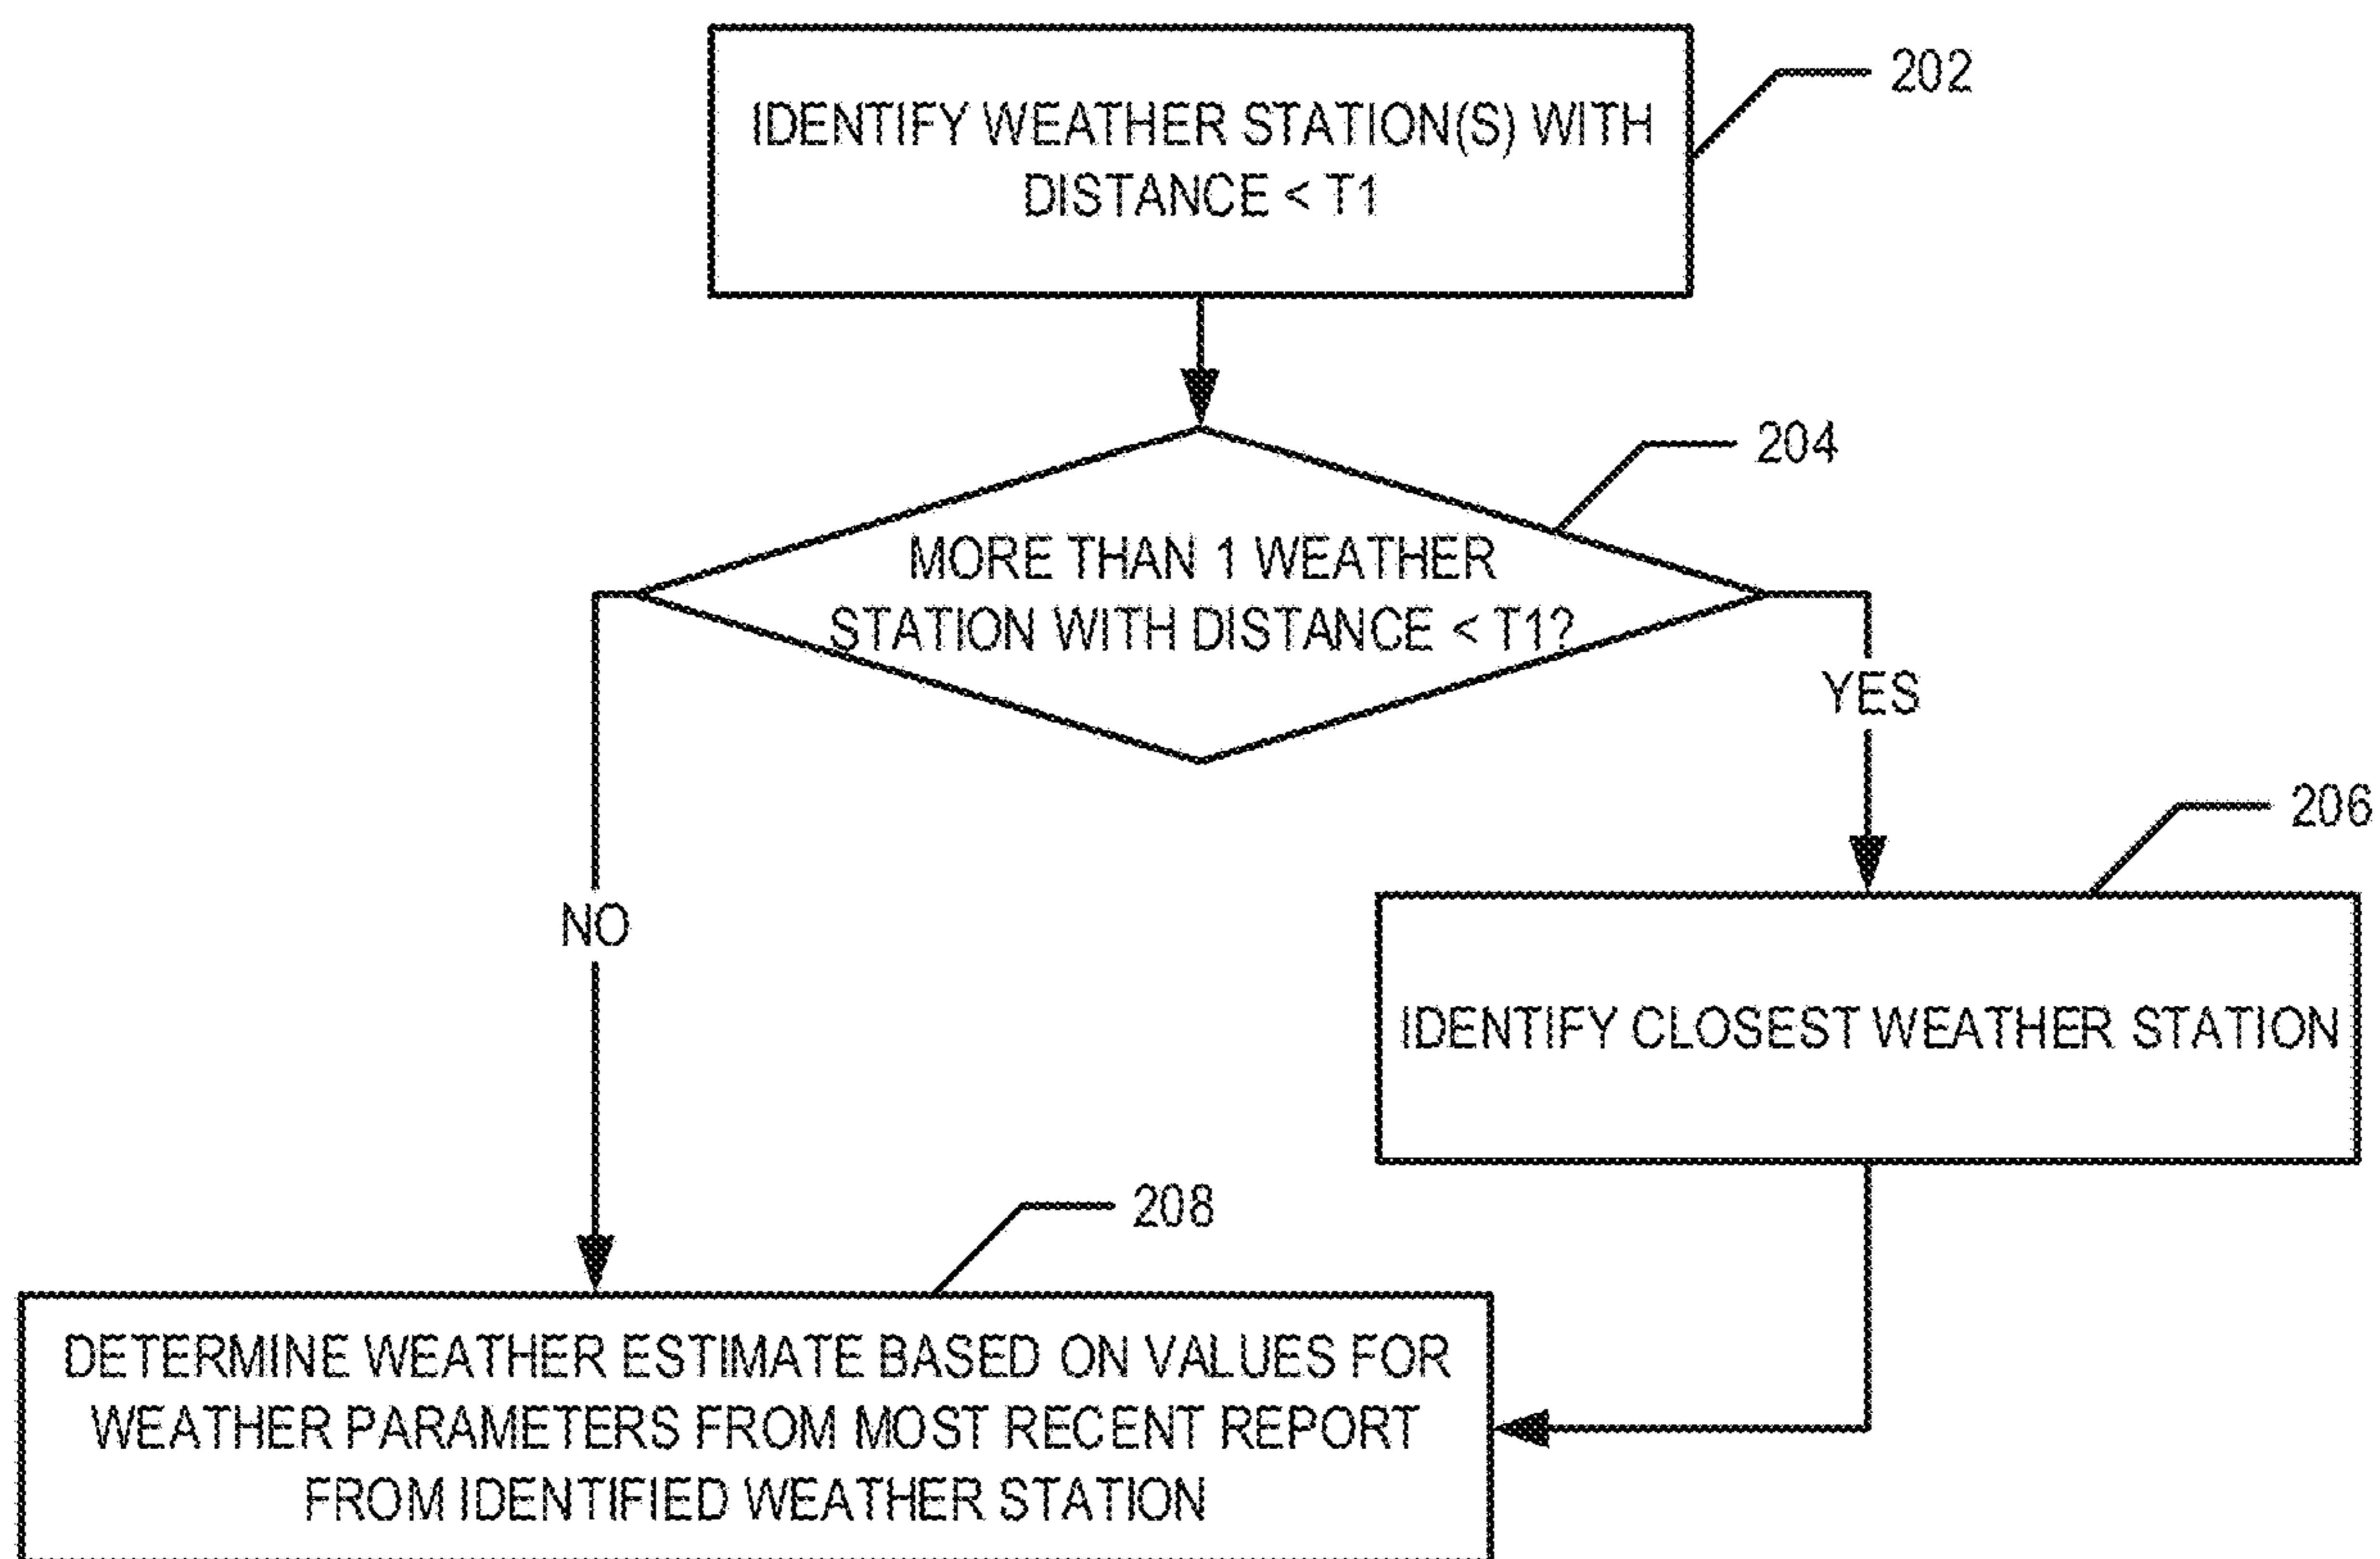 202
IDENTIFY WEATHER STATION(S) WITH
DISTANCE < T1
204
MORE THAN 1 WEATHER
STATION WITH DISTANCE < T1?
YES
NO
206
IDENTIFY CLOSEST WEATHER STATION
208
DETERMINE WEATHER ESTIMATE BASED ON VALUES FOR
WEATHER PARAMETERS FROM MOST RECENT REPORT
FROM IDENTIFIED WEATHER STATION